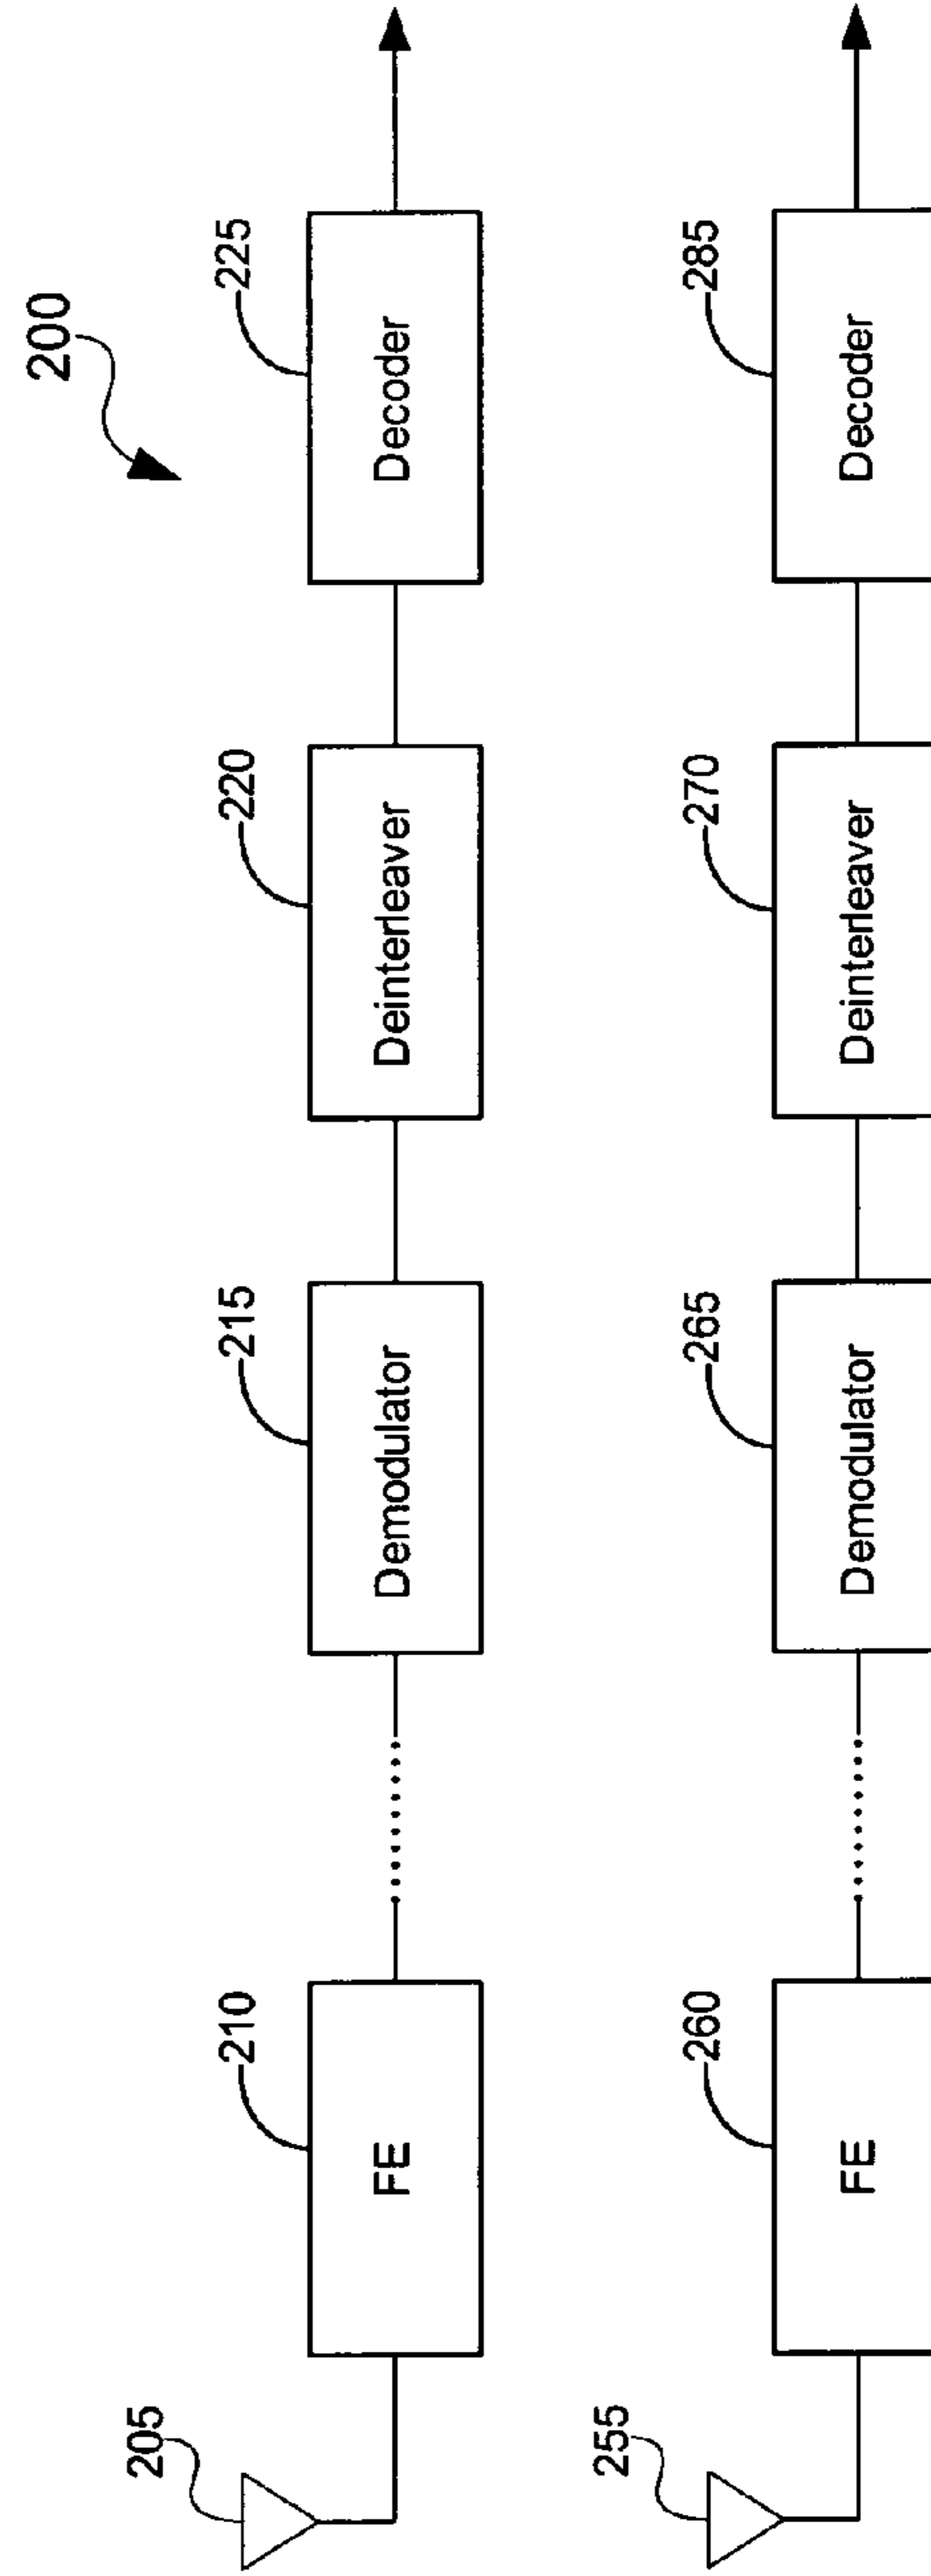 200
205
210
215
220
225
FE
Demodulator
Deinterleaver
Decoder
255
260
265
270
285
FE
Demodulator
Deinterleaver
Decoder